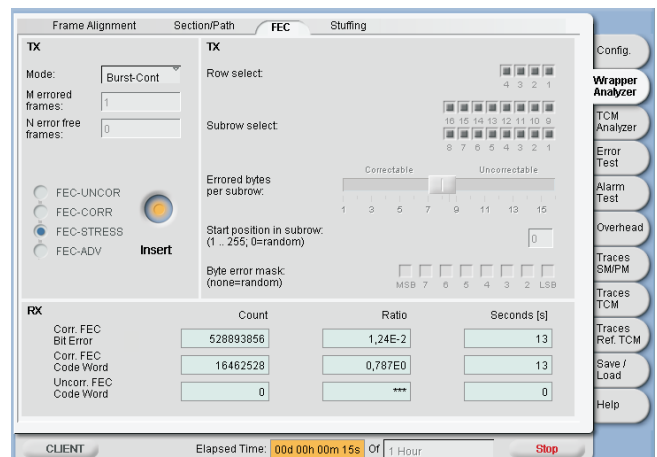 Frame Alignment Section/Path FEC Stuffing
TX
Mode: Burst-Cont
M errored
frames: 1
N error free
frames: 0
FEC-UNCOR
FEC-CORR
FEC-STRESS
FEC-ADV Insert
TX
Row select:
4 3 2 1
Subrow select:
16 15 14 13 12 11 10 9
8 7 6 5 4 3 2 1
Errored bytes
per subrow:
Correctable Uncorrectable
1 3 5 7 9 11 13 15
Start position in subrow:
(1 .. 255; 0=random) 0
Byte error mask:
(none=random)
MSB 7 6 5 4 3 2 LSB
RX Count Ratio Seconds [s]
Corr. FEC
Bit Error 528893856 1,24E-2 13
Corr. FEC
Code Word 16462528 0,787E0 13
Uncorr. FEC
Code Word 0 *** 0
CLIENT Elapsed Time: 00d 00h 00m 15s Of 1 Hour Stop
Config.
Wrapper
Analyzer
TCM
Analyzer
Error
Test
Alarm
Test
Overhead
Traces
SM/PM
Traces
TCM
Traces
Ref. TCM
Save /
Load
Help